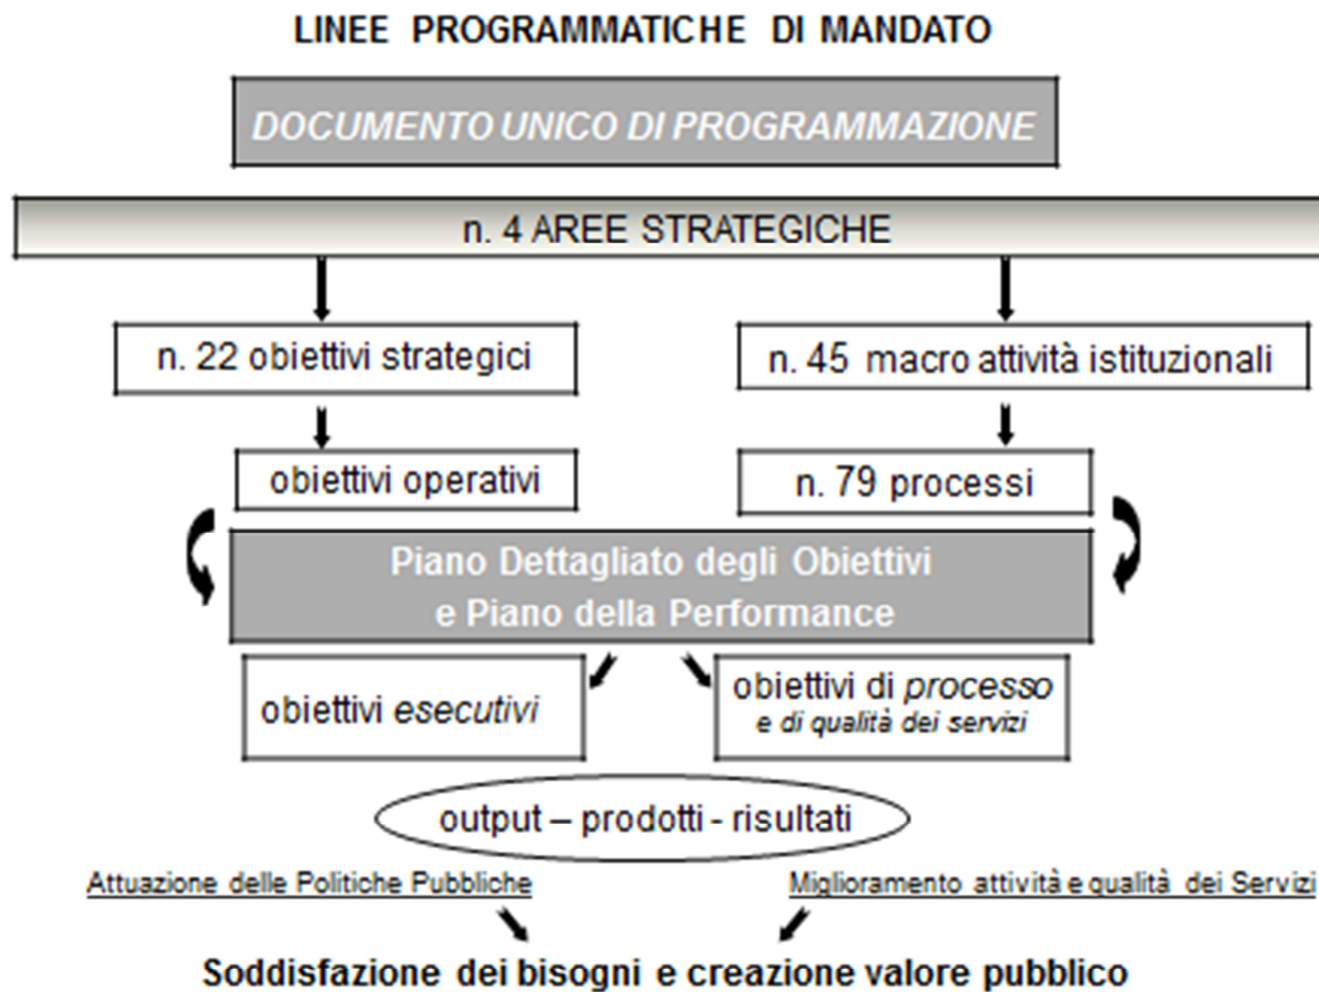 LINEE PROGRAMMATICHE DI MANDATO
DOCUMENTO UNICO DI PROGRAMMAZIONE
n. 4 AREE STRATEGICHE
n. 22 obiettivi strategici
n. 45 macro attività istituzionali
obiettivi operativi
n. 79 processi
Piano Dettagliato degli Obiettivi
e Piano della Performance
obiettivi esecutivi
obiettivi di processo
e di qualità dei servizi
output – prodotti - risultati
Attuazione delle Politiche Pubbliche
Miglioramento attività e qualità dei Servizi
Soddisfazione dei bisogni e creazione valore pubblico